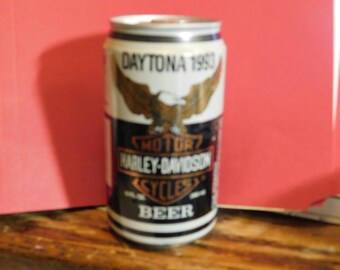 DAYTONA 1993
MOTOR
HARLEY-DAVIDSON
CYCLES
BEER